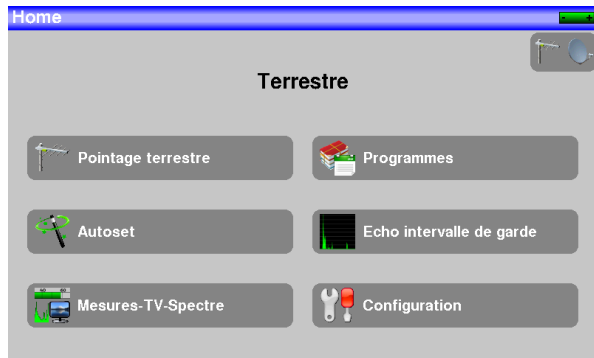 Home
Terrestre
Pointage terrestre
Programmes
Autoset
Echo intervalle de garde
Mesures-TV-Spectre
Configuration